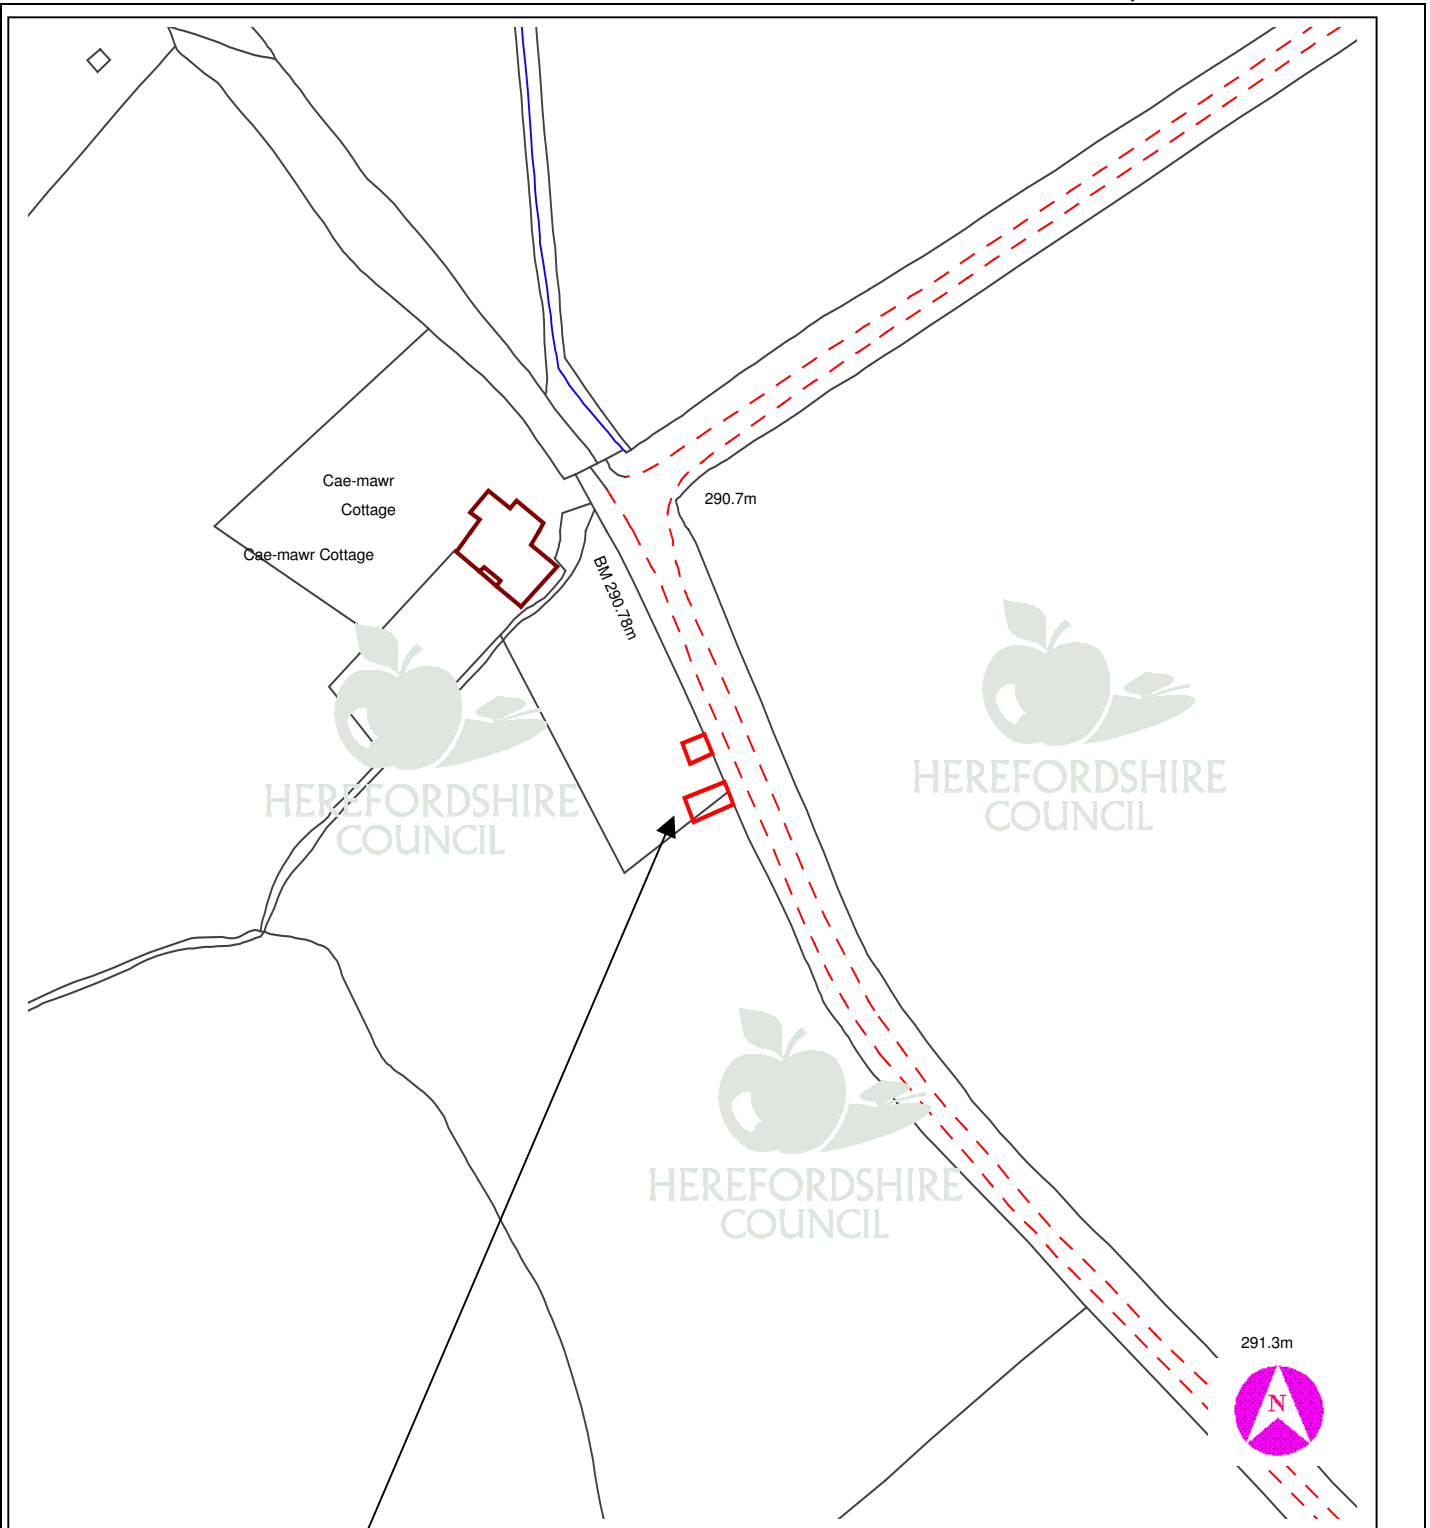 Cae-mawr
Cottage
290.7m
Cae-mawr Cottage
BM 290.78m
HEREFORDSHIRE
COUNCIL
HEREFORDSHIRE
COUNCIL
HEREFORDSHIRE
COUNCIL
291.3m
N